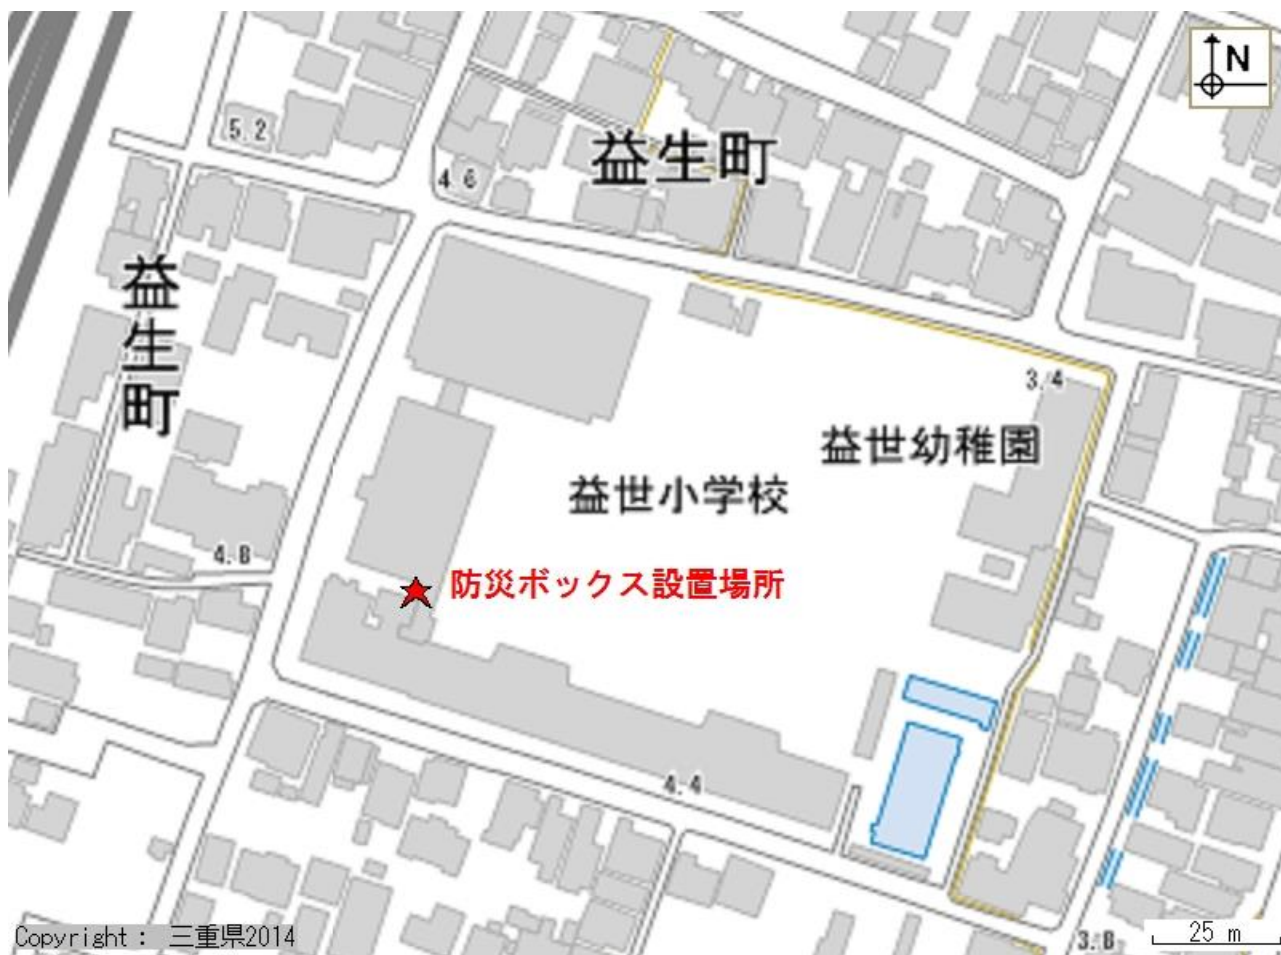 N
5.2
益生町
4.6
益生町
3.4
益世幼稚園
益世小学校
4.8
防災ボックス設置場所
4.4
Copyright： 三重県2014
3.8
25 m